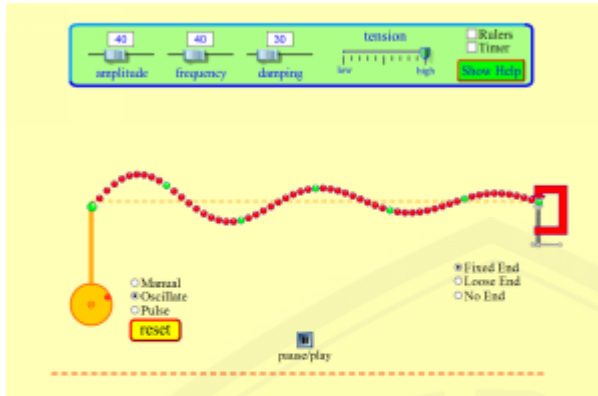 40 40 30 tension Rulers
Timer
amplitude frequency damping low high Show Help
Manual
Oscillate
Pulse
reset
Fixed End
Loose End
No End
pause/play